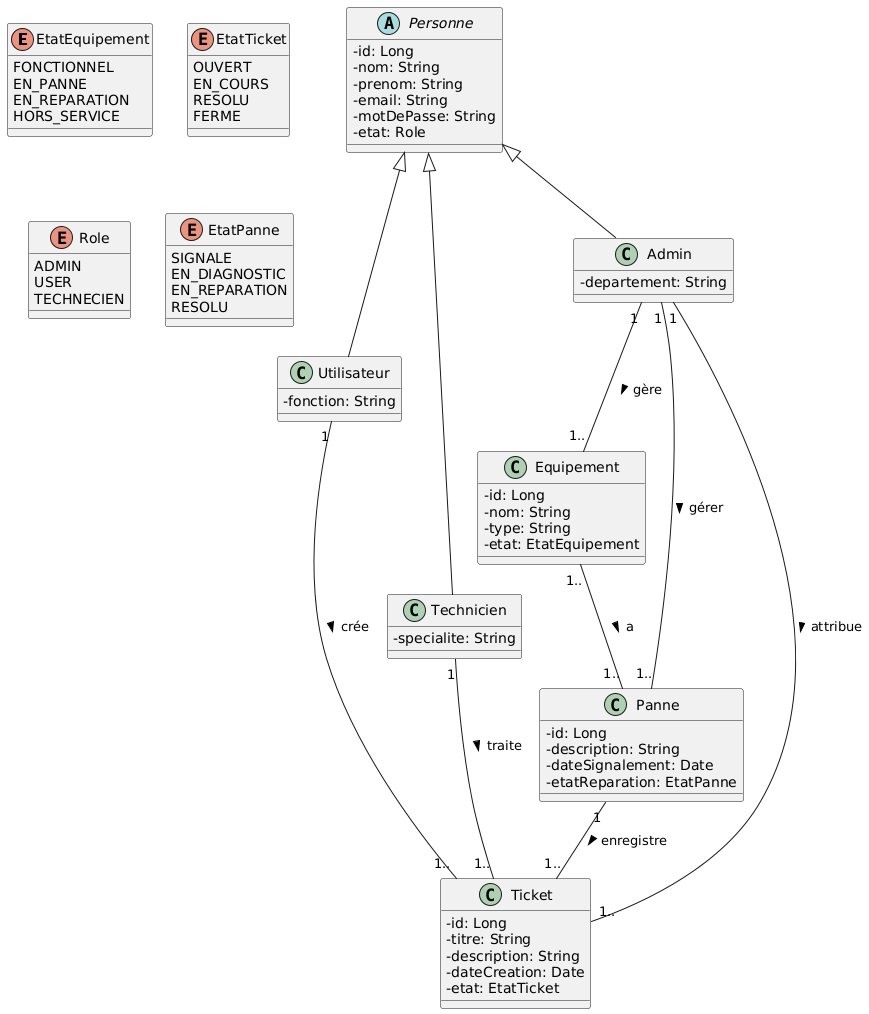 E EtatEquipement
FONCTIONNEL
EN_PANNE
EN_REPARATION
HORS_SERVICE
E EtatTicket
OUVERT
EN_COURS
RESOLU
FERME
A Personne
-id: Long
-nom: String
-prenom: String
-email: String
-motDePasse: String
-etat: Role
E Role
ADMIN
USER
TECHNECIEN
E EtatPanne
SIGNALE
EN_DIAGNOSTIC
EN_REPARATION
RESOLU
C Admin
-departement: String
1
1
1
C Utilisateur
-fonction: String
1
gère
1..
C Equipement
-id: Long
-nom: String
-type: String
-etat: EtatEquipement
1..
gérer
C Technicien
-specialite: String
1
crée
a
attribue
1..
1..
C Panne
-id: Long
-description: String
-dateSignalement: Date
-etatReparation: EtatPanne
1
traite
enregistre
1..
1..
1..
1..
C Ticket
-id: Long
-titre: String
-description: String
-dateCreation: Date
-etat: EtatTicket